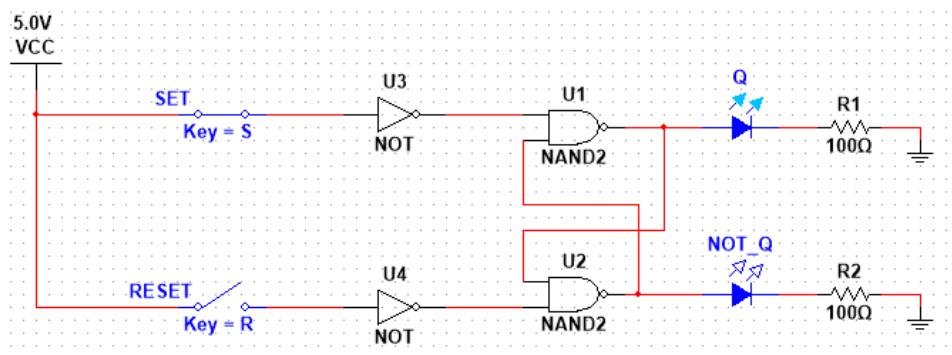 5.0V
VCC
SET
Key = S
U3
NOT
U1
NAND2
Q
R1
100Ω
RESET
Key = R
U4
NOT
U2
NAND2
NOT_Q
R2
100Ω